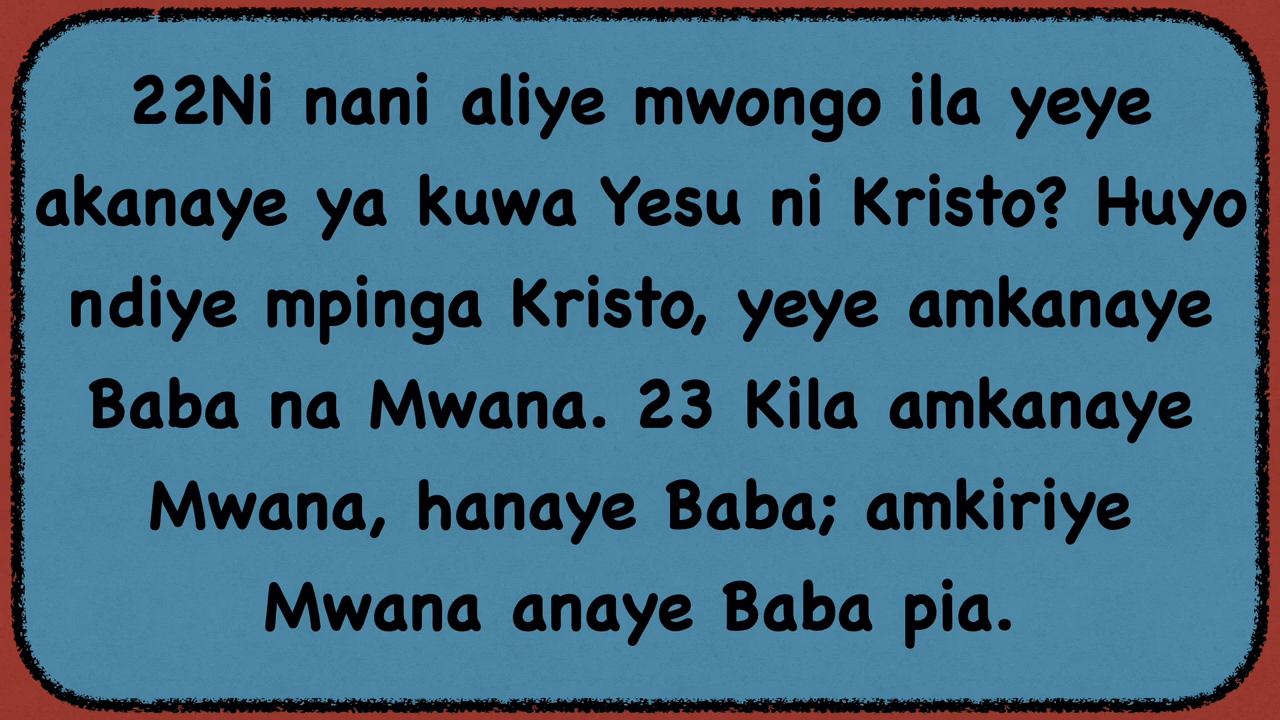 22Ni nani aliye mwongo ila yeye
akanaye ya kuwa Yesu ni Kristo? Huyo
ndiye mpinga Kristo, yeye amkanaye
Baba na Mwana. 23 Kila amkanaye
Mwana, hanaye Baba; amkiriye
Mwana anaye Baba pia.